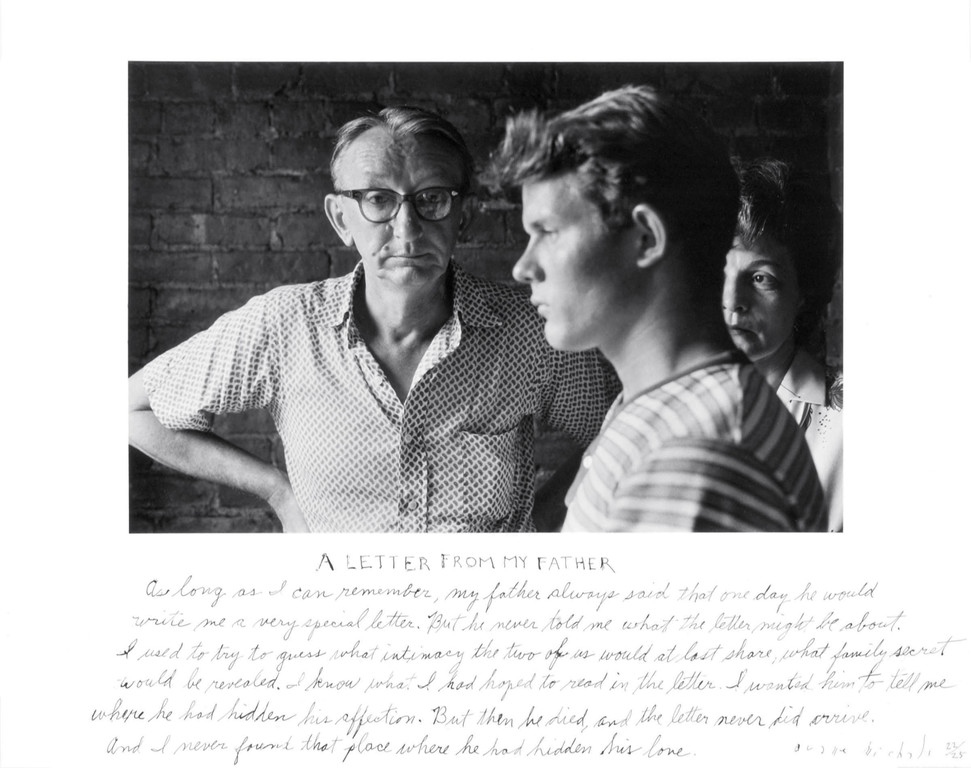 A LETTER FROM MY FATHER
As long as I can remember, my father always said that one day he would
write me a very special letter. But he never told me what the letter might be about.
I used to try to guess what intimacy the two of us would at last share, what family secret
would be revealed. I know what I had hoped to read in the letter. I wanted him to tell me
where he had hidden his affection. But then he died, and the letter never did arrive.
And I never found that place where he had hidden his love.